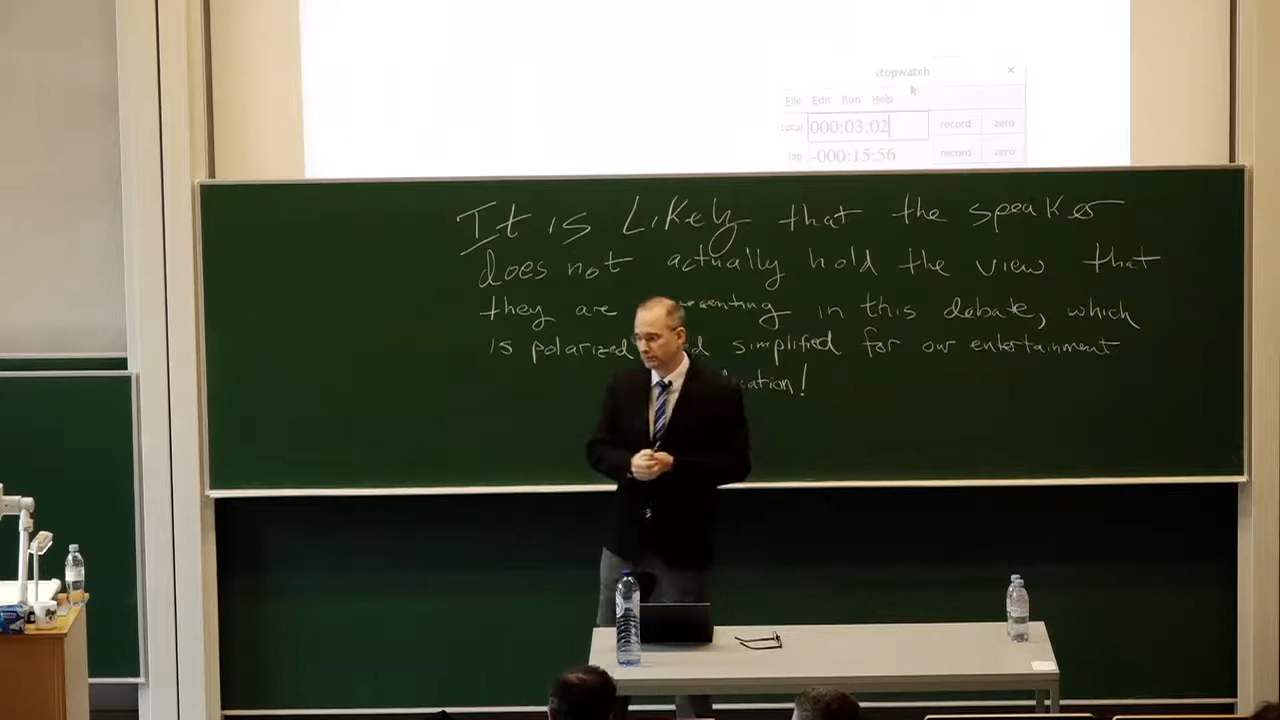 stopwatch ×
File Edit Run Help
total: 000:03:02 record zero
lap: -000:15:56 record zero
It is Likely that the speaker
does not actually hold the view that
they are in this debate, which
is polarized simplified for our entertainment